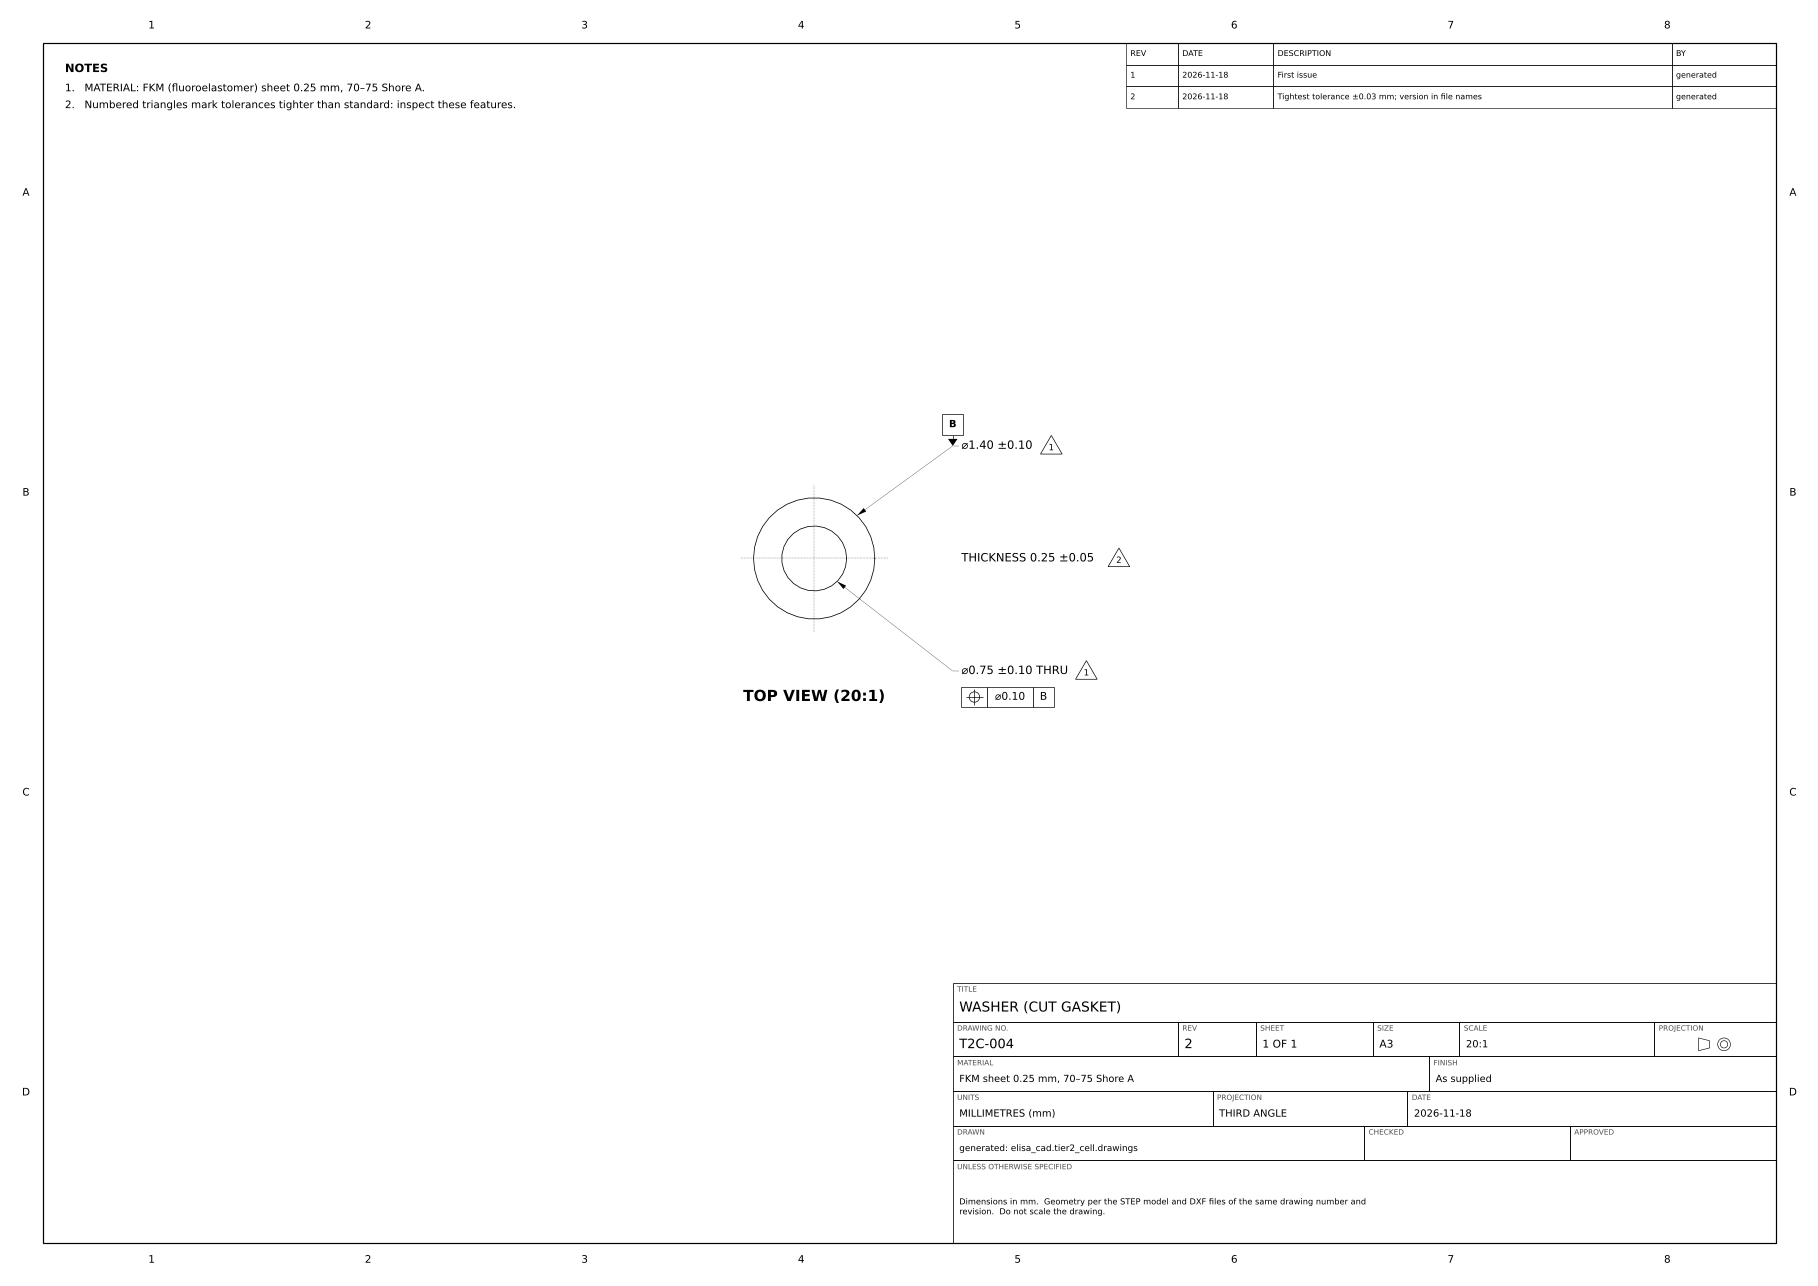 1 2 3 4 5 6 7 8
NOTES
1. MATERIAL: FKM (fluoroelastomer) sheet 0.25 mm, 70–75 Shore A.
2. Numbered triangles mark tolerances tighter than standard: inspect these features.
REV DATE DESCRIPTION BY
1 2026-11-18 First issue generated
2 2026-11-18 Tightest tolerance ±0.03 mm; version in file names generated
A A
B
⌀1.40 ±0.10 1
B B
THICKNESS 0.25 ±0.05 2
⌀0.75 ±0.10 THRU 1
TOP VIEW (20:1)
⌖ ⌀0.10 B
C C
TITLE
WASHER (CUT GASKET)
DRAWING NO. REV SHEET SIZE SCALE PROJECTION
T2C-004 2 1 OF 1 A3 20:1
MATERIAL FINISH
FKM sheet 0.25 mm, 70–75 Shore A As supplied
D D
UNITS PROJECTION DATE
MILLIMETRES (mm) THIRD ANGLE 2026-11-18
DRAWN CHECKED APPROVED
generated: elisa_cad.tier2_cell.drawings
UNLESS OTHERWISE SPECIFIED
Dimensions in mm. Geometry per the STEP model and DXF files of the same drawing number and
revision. Do not scale the drawing.
1 2 3 4 5 6 7 8